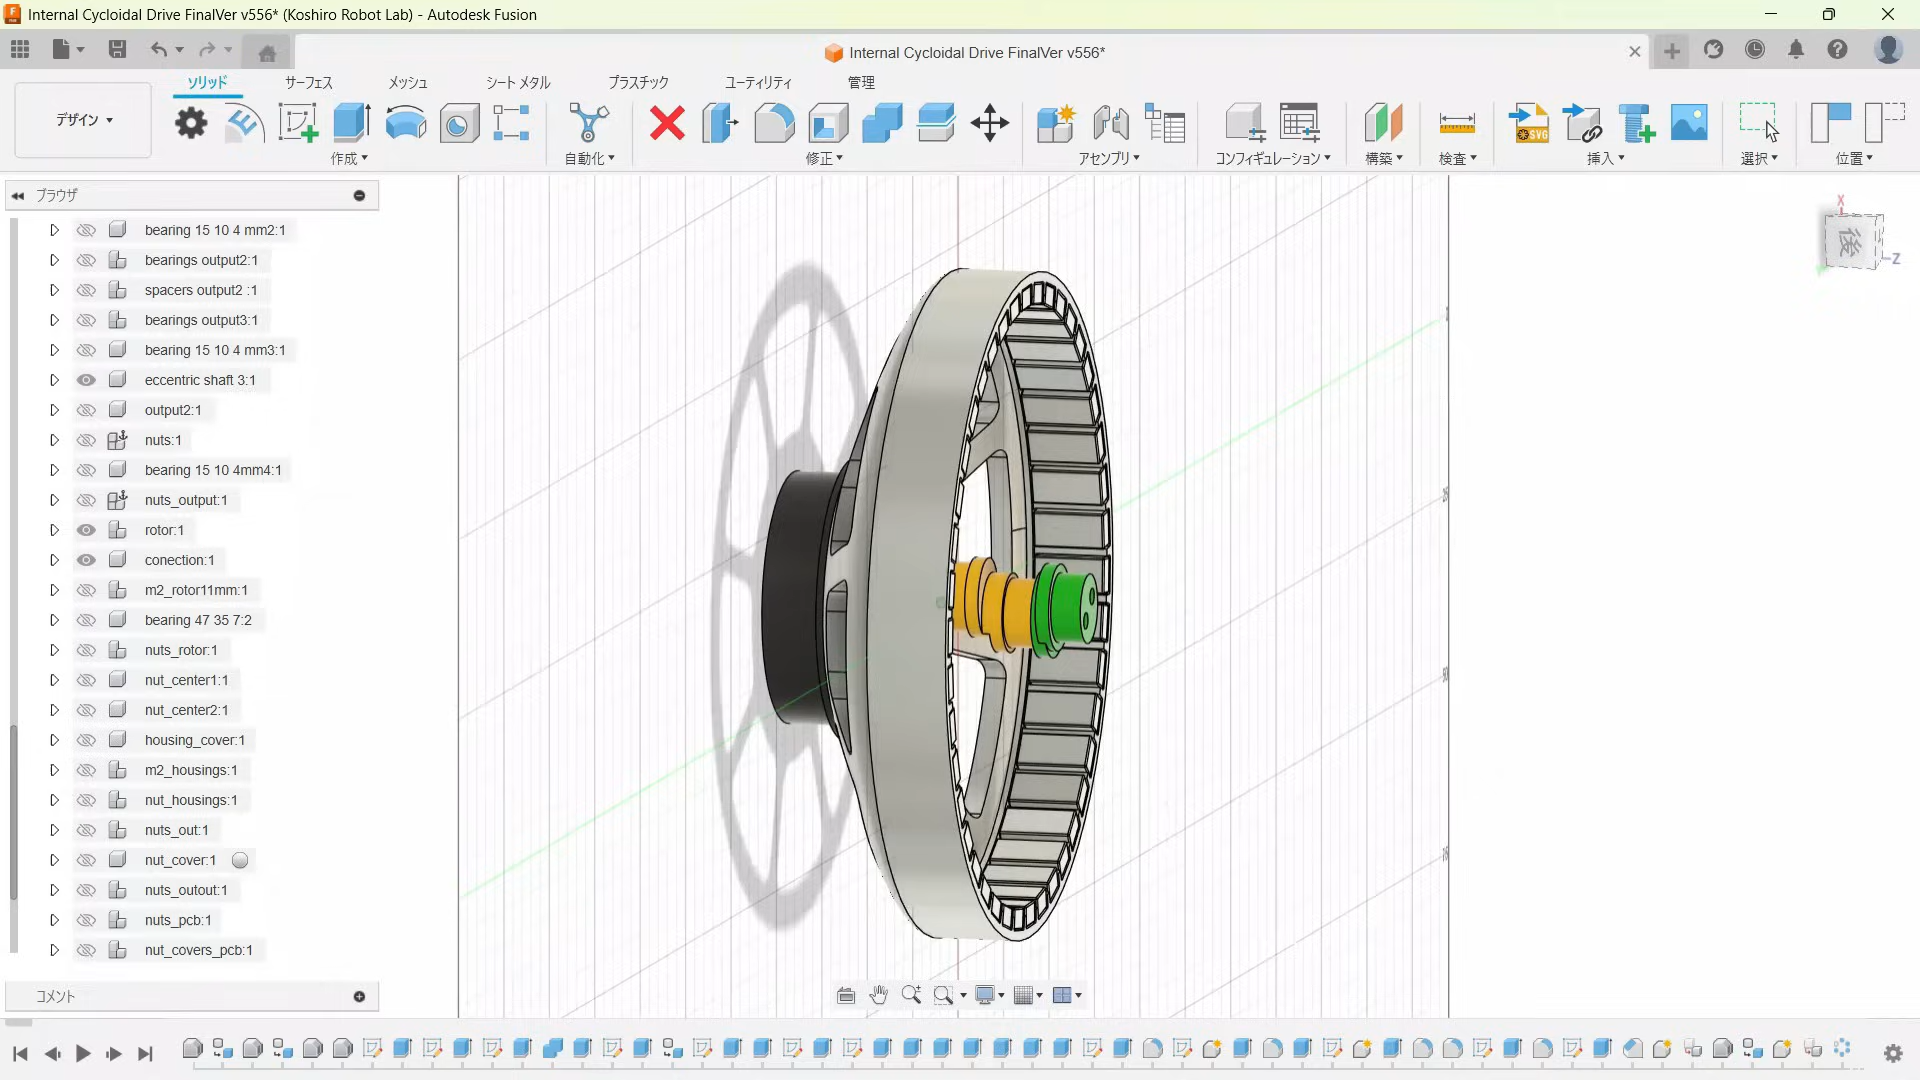 Internal Cycloidal Drive FinalVer v556* (Koshiro Robot Lab) - Autodesk Fusion
Internal Cycloidal Drive FinalVer v556*
デザイン
ソリッド
サーフェス
メッシュ
シート メタル
プラスチック
ユーティリティ
管理
作成
自動化
修正
アセンブリ
コンフィギュレーション
構築
検査
挿入
選択
位置
SVG
ブラウザ
bearing 15 10 4 mm2:1
bearings output2:1
spacers output2 :1
bearings output3:1
bearing 15 10 4 mm3:1
eccentric shaft 3:1
output2:1
nuts:1
bearing 15 10 4mm4:1
nuts_output:1
rotor:1
conection:1
m2_rotor11mm:1
bearing 47 35 7:2
nuts_rotor:1
nut_center1:1
nut_center2:1
housing_cover:1
m2_housings:1
nut_housings:1
nuts_out:1
nut_cover:1
nuts_outout:1
nuts_pcb:1
nut_covers_pcb:1
コメント
X
後
Z